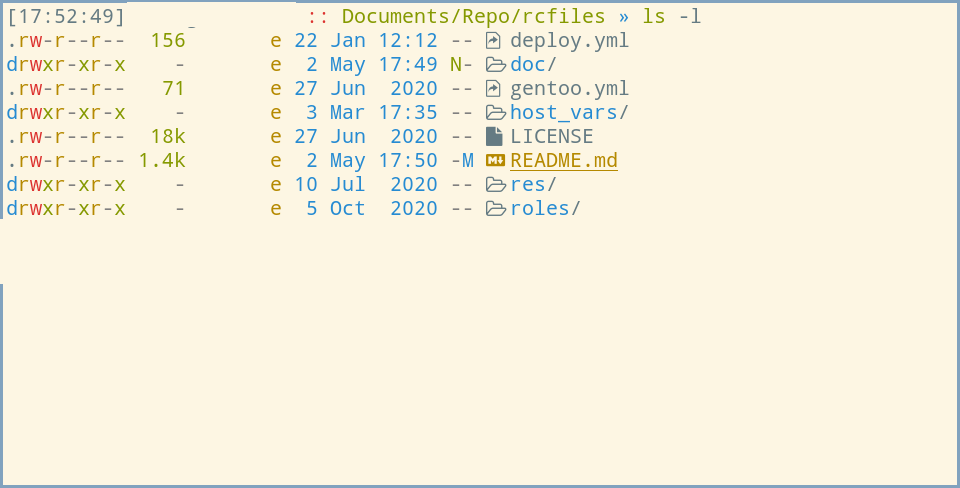 [17:52:49] :: Documents/Repo/rcfiles » ls -l
.rw-r--r-- 156 e 22 Jan 12:12 -- deploy.yml
drwxr-xr-x - e 2 May 17:49 N- doc/
.rw-r--r-- 71 e 27 Jun 2020 -- gentoo.yml
drwxr-xr-x - e 3 Mar 17:35 -- host_vars/
.rw-r--r-- 18k e 27 Jun 2020 -- LICENSE
.rw-r--r-- 1.4k e 2 May 17:50 -M README.md
drwxr-xr-x - e 10 Jul 2020 -- res/
drwxr-xr-x - e 5 Oct 2020 -- roles/